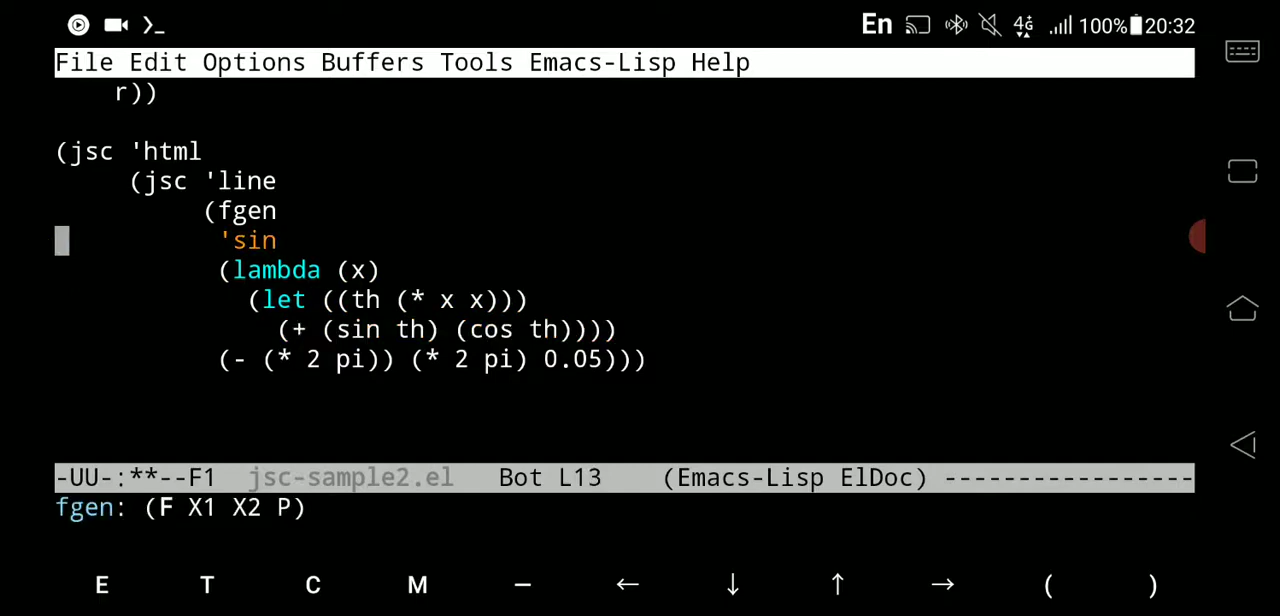 En 4G 100% 20:32
File Edit Options Buffers Tools Emacs-Lisp Help
r))
(jsc 'html
(jsc 'line
(fgen
'sin
(lambda (x)
(let ((th (* x x)))
(+ (sin th) (cos th))))
(- (* 2 pi)) (* 2 pi) 0.05)))
-UU-:**--F1 jsc-sample2.el Bot L13 (Emacs-Lisp ElDoc) -----------------
fgen: (F X1 X2 P)
E T C M — ← ↓ ↑ → ( )